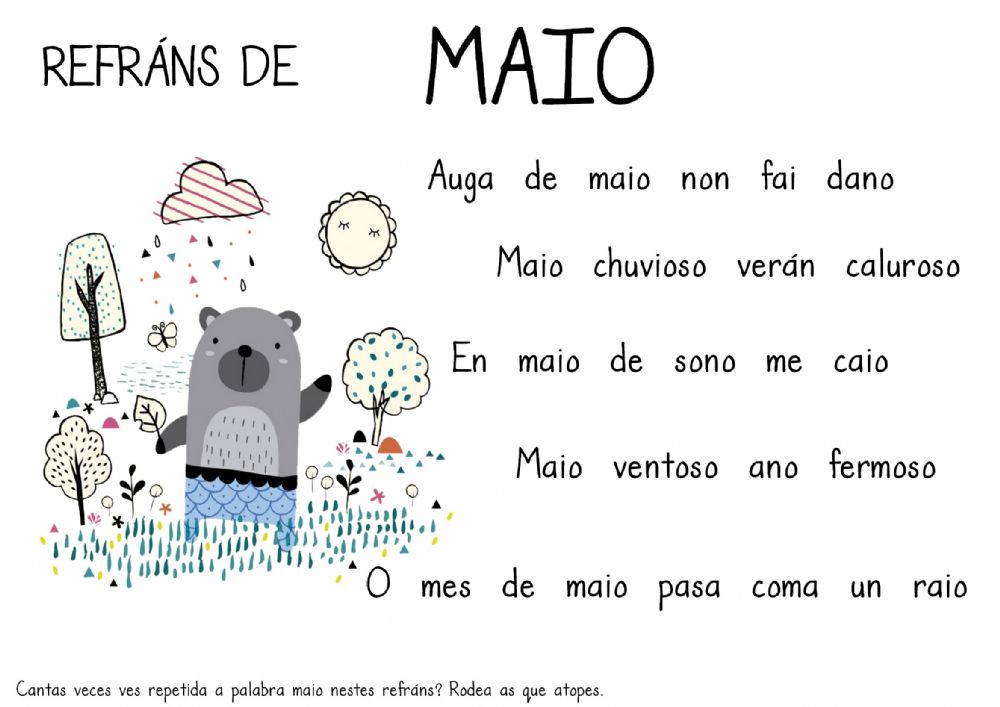 REFRÁNS DE MAIO
Auga de maio non fai dano
Maio chuvioso verán caluroso
En maio de sono me caio
Maio ventoso ano fermoso
O mes de maio pasa coma un raio
Cantas veces ves repetida a palabra maio nestes refráns? Rodea as que atopes.